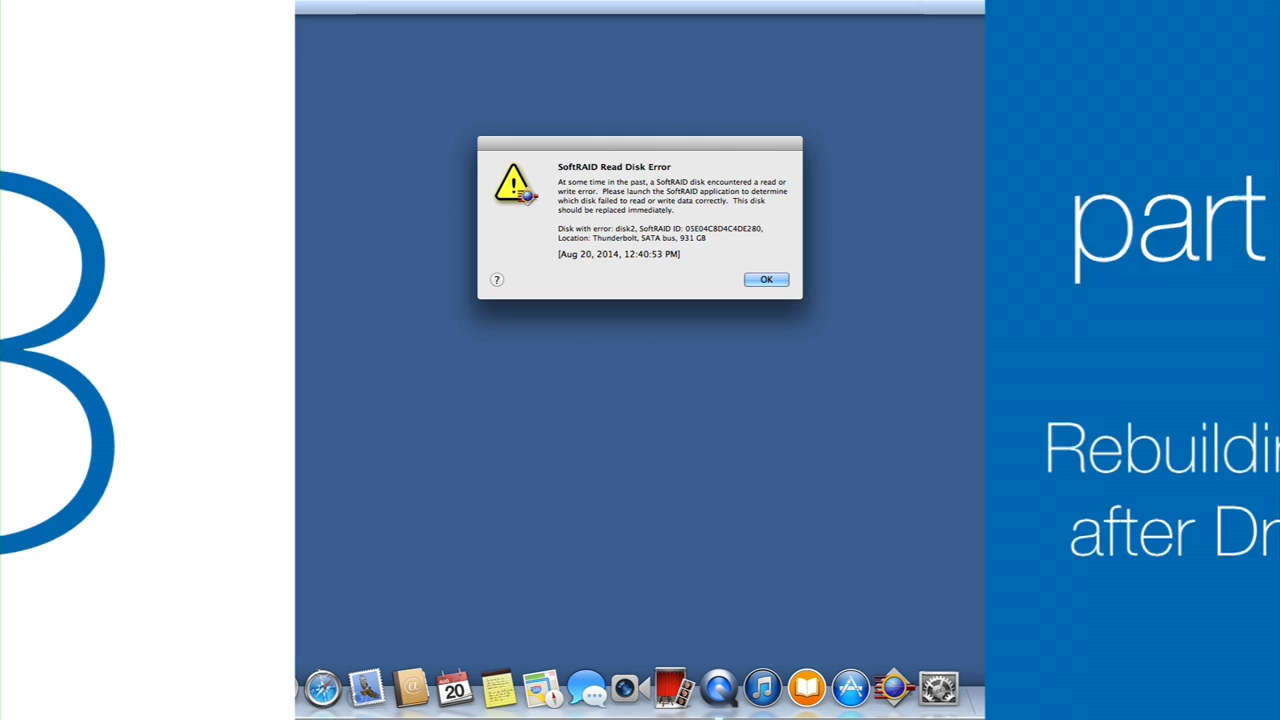 3
SoftRAID Read Disk Error
At some time in the past, a SoftRAID disk encountered a read or
write error. Please launch the SoftRAID application to determine
which disk failed to read or write data correctly. This disk
should be replaced immediately.
Disk with error: disk2, SoftRAID ID: 05E04C8D4C4DE280,
Location: Thunderbolt, SATA bus, 931 GB
[Aug 20, 2014, 12:40:53 PM]
?
OK
part
Rebuildin
after Dr
AUG
20